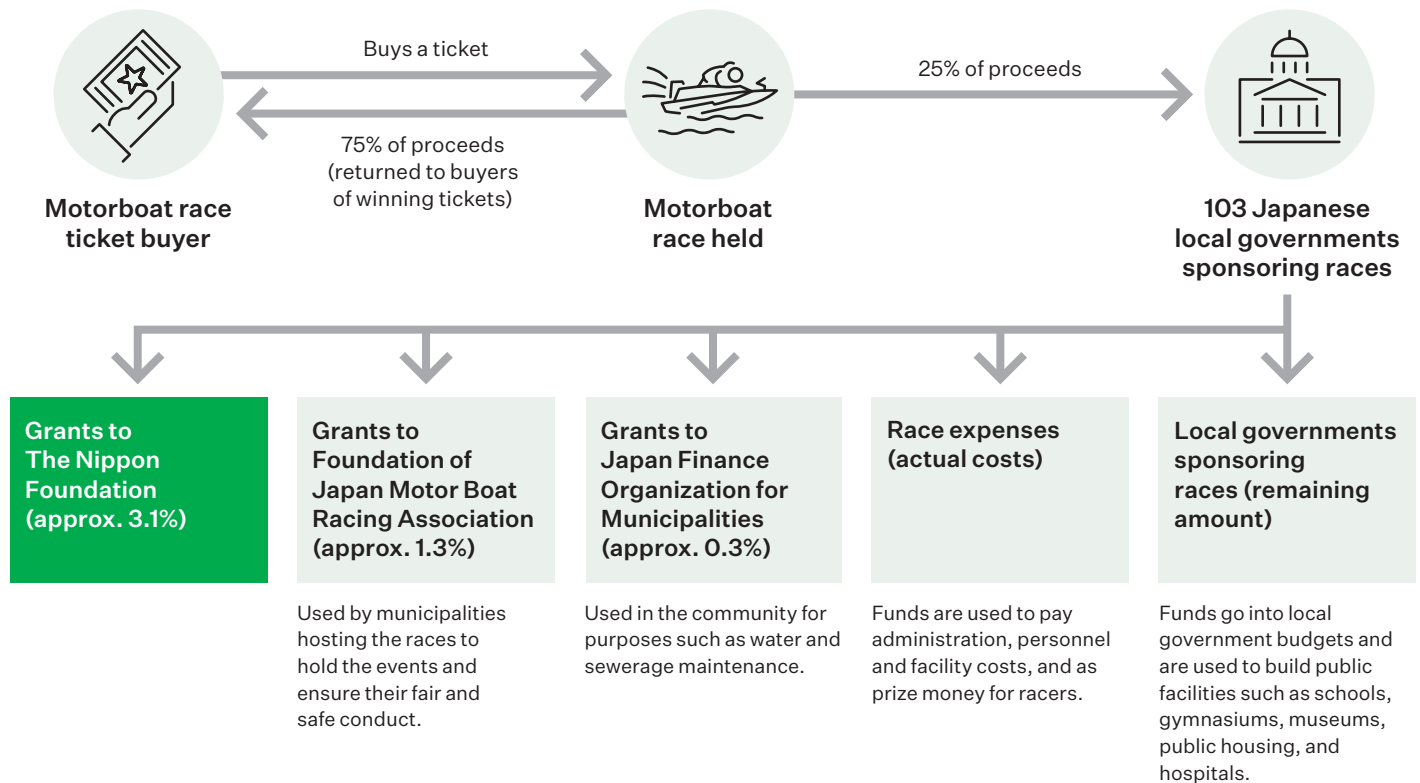 Buys a ticket
25% of proceeds
75% of proceeds
(returned to buyers
of winning tickets)
Motorboat race
ticket buyer
Motorboat
race held
103 Japanese
local governments
sponsoring races
Grants to
The Nippon
Foundation
(approx. 3.1%)
Grants to
Foundation of
Japan Motor Boat
Racing Association
(approx. 1.3%)
Used by municipalities
hosting the races to
hold the events and
ensure their fair and
safe conduct.
Grants to
Japan Finance
Organization for
Municipalities
(approx. 0.3%)
Used in the community for
purposes such as water and
sewerage maintenance.
Race expenses
(actual costs)
Funds are used to pay
administration, personnel
and facility costs, and as
prize money for racers.
Local governments
sponsoring
races (remaining
amount)
Funds go into local
government budgets and
are used to build public
facilities such as schools,
gymnasiums, museums,
public housing, and
hospitals.